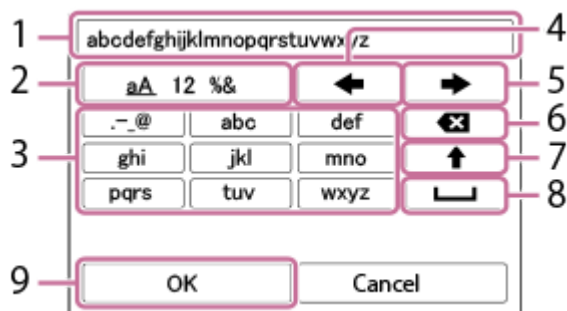 4
1 abcdefghijklmnopqrstuvwxyz
2 aA 12 %& 5
.-_@ abc def 6
3 ghi jkl mno 7
pqrs tuv wxyz 8
9 OK Cancel